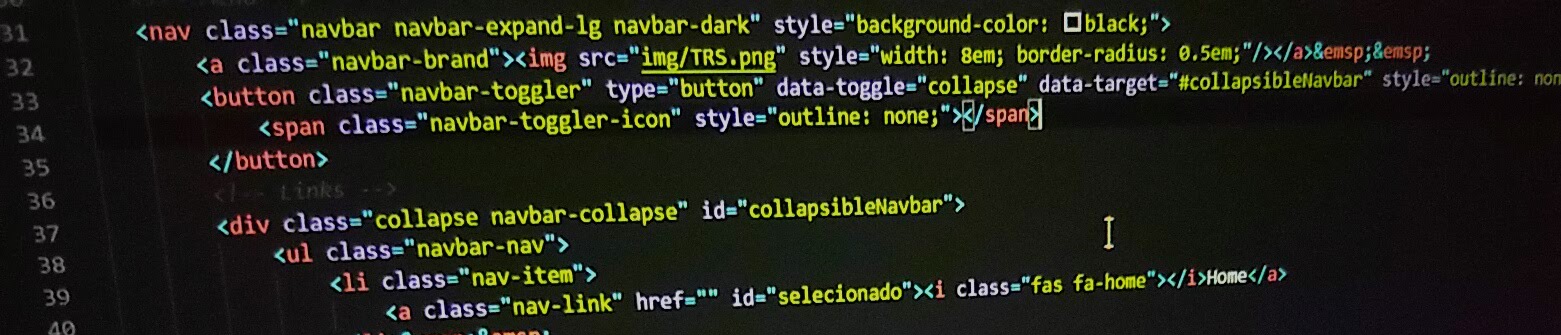 31 <nav class="navbar navbar-expand-lg navbar-dark" style="background-color: black;">
32 <a class="navbar-brand"><img src="img/TRS.png" style="width: 8em; border-radius: 0.5em;"/></a>&emsp;&emsp;
33 <button class="navbar-toggler" type="button" data-toggle="collapse" data-target="#collapsibleNavbar" style="outline: non
34 <span class="navbar-toggler-icon" style="outline: none;"></span>
35 </button>
36 <!-- Links -->
37 <div class="collapse navbar-collapse" id="collapsibleNavbar">
38 <ul class="navbar-nav">
39 <li class="nav-item">
40 <a class="nav-link" href="" id="selecionado"><i class="fas fa-home"></i>Home</a>